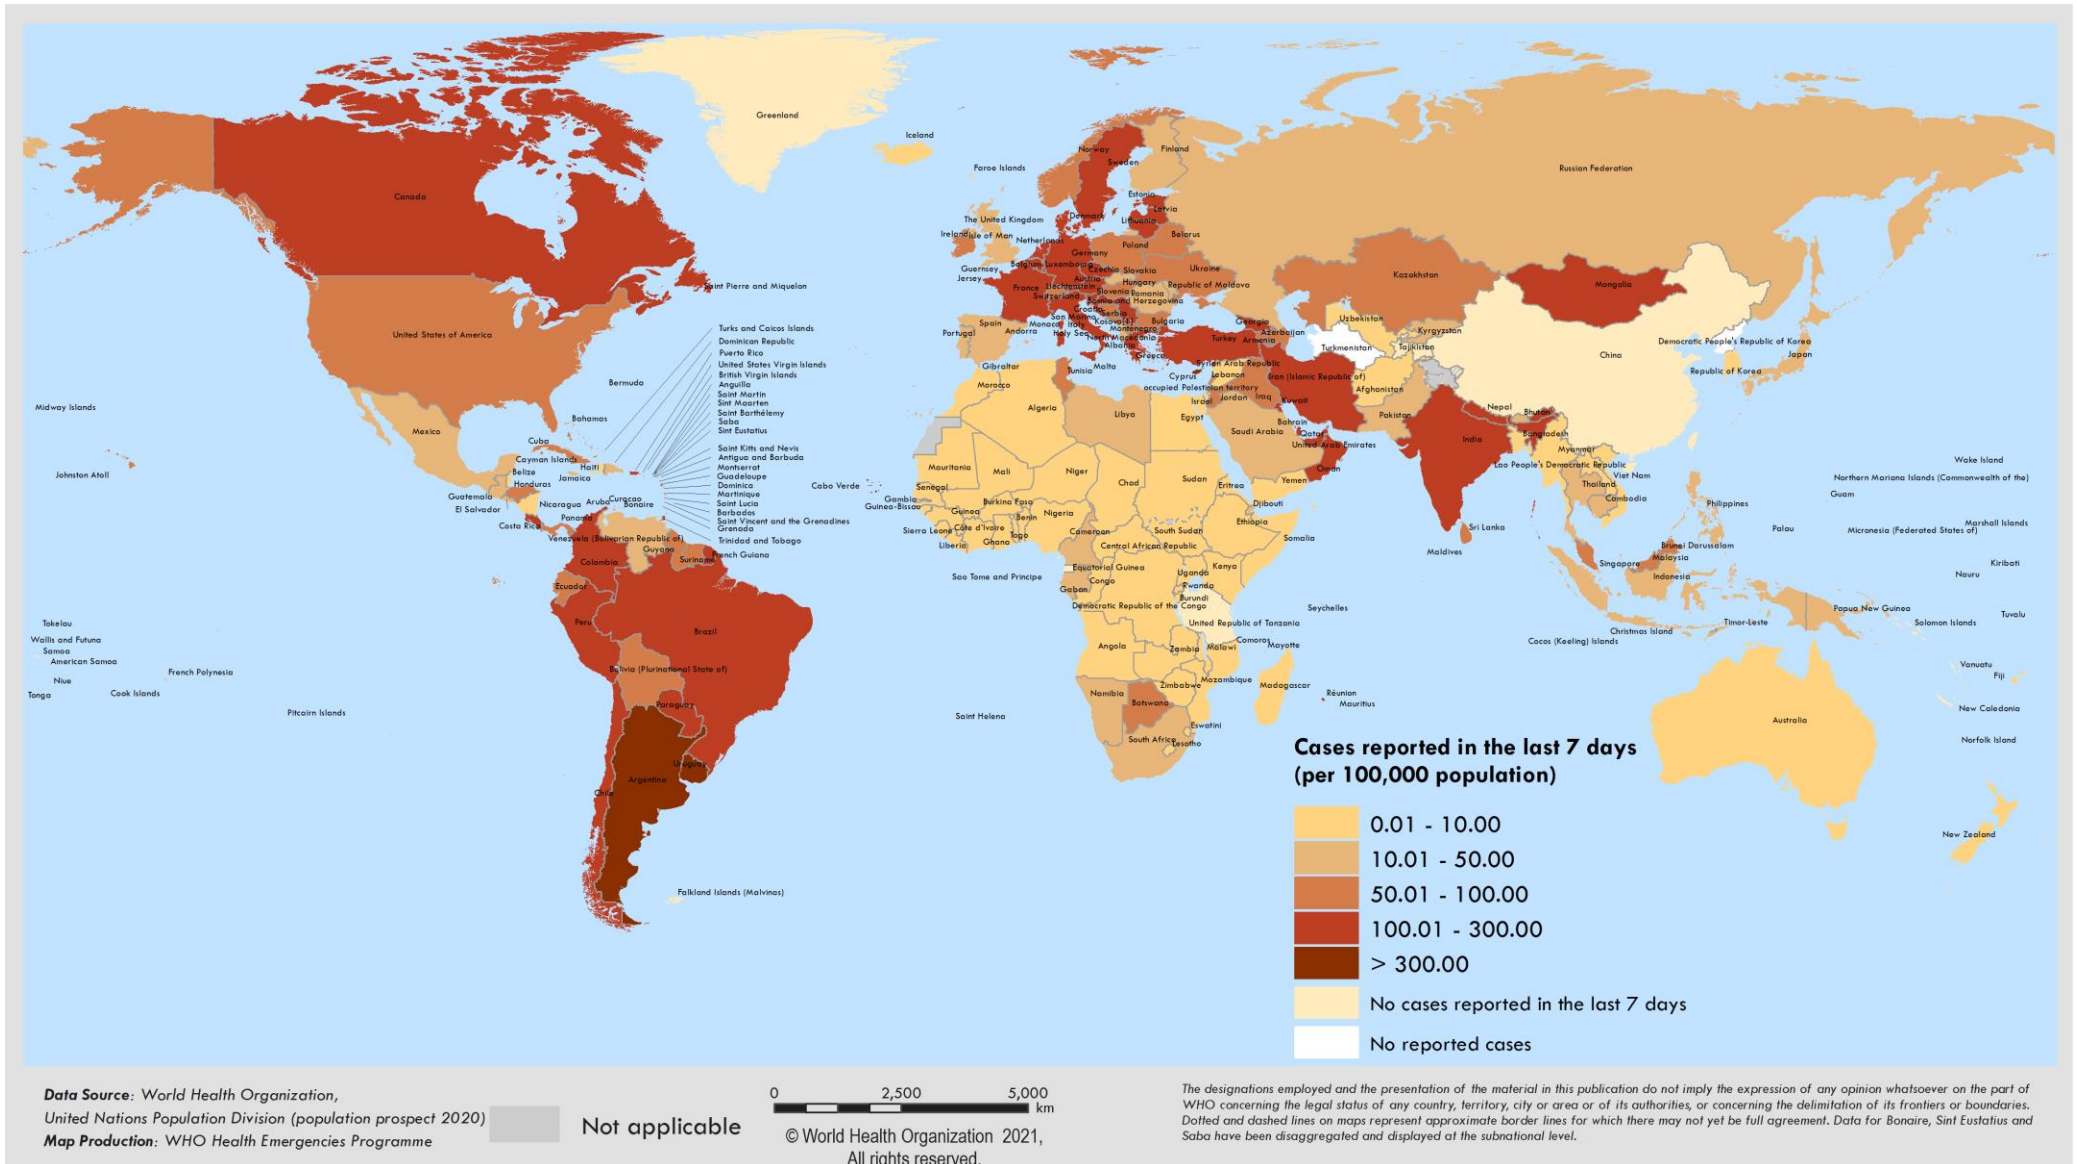 Greenland
Iceland
Faroe Islands
Norway
Sweden
Finland
Russian Federation
Canada
Estonia
Latvia
Lithuania
Denmark
The United Kingdom
Ireland
Isle of Man
Netherlands
Belarus
Poland
Germany
Guernsey
Jersey
Belgium
Luxembourg
Czechia
Slovakia
Ukraine
Kazakhstan
Mongolia
Saint Pierre and Miquelon
France
Austria
Liechtenstein
Switzerland
Hungary
Republic of Moldova
Slovenia
Romania
Bosnia and Herzegovina
Croatia
Serbia
San Marino
Italy
Kosovo[1]
Montenegro
Bulgaria
Monaco
Holy See
North Macedonia
Albania
Greece
Andorra
Spain
Portugal
United States of America
Georgia
Azerbaijan
Armenia
Turkey
Uzbekistan
Kyrgyzstan
Turkmenistan
Tajikistan
China
Democratic People's Republic of Korea
Japan
Republic of Korea
Turks and Caicos Islands
Dominican Republic
Puerto Rico
United States Virgin Islands
British Virgin Islands
Anguilla
Saint Martin
Sint Maarten
Saint Barthélemy
Saba
Sint Eustatius
Saint Kitts and Nevis
Antigua and Barbuda
Montserrat
Guadeloupe
Dominica
Martinique
Saint Lucia
Barbados
Saint Vincent and the Grenadines
Grenada
Trinidad and Tobago
Bermuda
Bahamas
Gibraltar
Morocco
Tunisia
Malta
Cyprus
Syrian Arab Republic
Lebanon
occupied Palestinian territory
Israel
Jordan
Iraq
Iran (Islamic Republic of)
Kuwait
Afghanistan
Pakistan
Nepal
Bhutan
India
Bangladesh
Myanmar
Lao People's Democratic Republic
Viet Nam
Thailand
Cambodia
Philippines
Algeria
Libya
Egypt
Saudi Arabia
Bahrain
Qatar
United Arab Emirates
Oman
Yemen
Midway Islands
Johnston Atoll
Mexico
Cuba
Cayman Islands
Haiti
Jamaica
Belize
Honduras
Guatemala
El Salvador
Nicaragua
Aruba
Curacao
Bonaire
Costa Rica
Panama
Venezuela (Bolivarian Republic of)
Guyana
Suriname
French Guiana
Colombia
Ecuador
Peru
Brazil
Bolivia (Plurinational State of)
Paraguay
Uruguay
Argentina
Chile
Falkland Islands (Malvinas)
Cabo Verde
Mauritania
Mali
Niger
Chad
Sudan
Eritrea
Senegal
Gambia
Guinea-Bissau
Guinea
Burkina Faso
Benin
Nigeria
Djibouti
Ethiopia
Sierra Leone
Côte d'Ivoire
Liberia
Ghana
Togo
Cameroon
South Sudan
Central African Republic
Somalia
Sao Tome and Principe
Equatorial Guinea
Gabon
Congo
Uganda
Kenya
Rwanda
Burundi
Democratic Republic of the Congo
United Republic of Tanzania
Seychelles
Comoros
Mayotte
Angola
Zambia
Malawi
Mozambique
Zimbabwe
Madagascar
Namibia
Botswana
Réunion
Mauritius
Eswatini
South Africa
Lesotho
Saint Helena
Sri Lanka
Maldives
Brunei Darussalam
Malaysia
Singapore
Indonesia
Palau
Wake Island
Northern Mariana Islands (Commonwealth of the)
Guam
Marshall Islands
Micronesia (Federated States of)
Kiribati
Nauru
Papua New Guinea
Timor-Leste
Solomon Islands
Tuvalu
Christmas Island
Cocos (Keeling) Islands
Vanuatu
Fiji
New Caledonia
Norfolk Island
Australia
New Zealand
Tokelau
Wallis and Futuna
Samoa
American Samoa
Niue
Tonga
Cook Islands
French Polynesia
Pitcairn Islands
Cases reported in the last 7 days
(per 100,000 population)
0.01 - 10.00
10.01 - 50.00
50.01 - 100.00
100.01 - 300.00
> 300.00
No cases reported in the last 7 days
No reported cases
Data Source: World Health Organization,
United Nations Population Division (population prospect 2020)
Map Production: WHO Health Emergencies Programme
Not applicable
0 2,500 5,000
km
© World Health Organization 2021,
All rights reserved.
The designations employed and the presentation of the material in this publication do not imply the expression of any opinion whatsoever on the part of
WHO concerning the legal status of any country, territory, city or area or of its authorities, or concerning the delimitation of its frontiers or boundaries.
Dotted and dashed lines on maps represent approximate border lines for which there may not yet be full agreement. Data for Bonaire, Sint Eustatius and
Saba have been disaggregated and displayed at the subnational level.